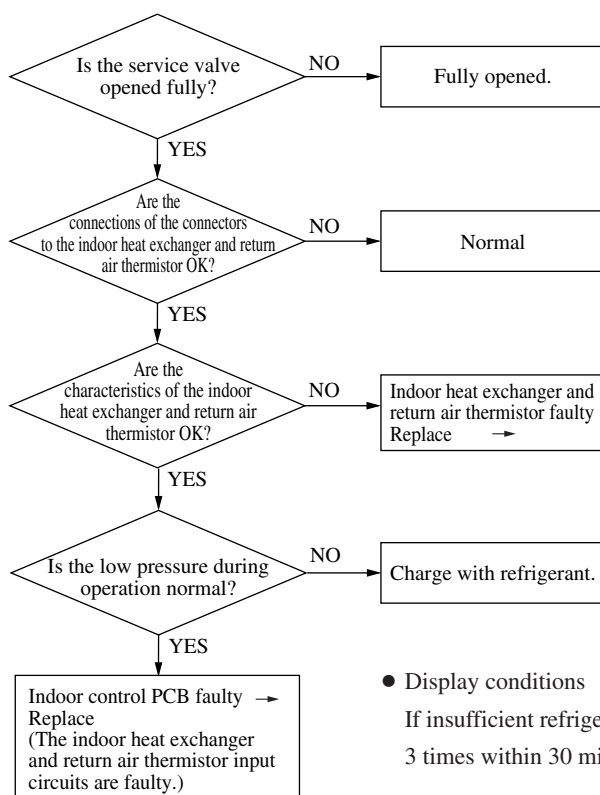 Is the service valve
opened fully?
NO
Fully opened.
YES
Are the
connections of the connectors
to the indoor heat exchanger and return
air thermistor OK?
NO
Normal
YES
Are the
characteristics of the indoor
heat exchanger and return air
thermistor OK?
NO
Indoor heat exchanger and
return air thermistor faulty
Replace →
YES
Is the low pressure during
operation normal?
NO
Charge with refrigerant.
YES
Indoor control PCB faulty →
Replace
(The indoor heat exchanger
and return air thermistor input
circuits are faulty.)
● Display conditions
If insufficient
3 times within 30